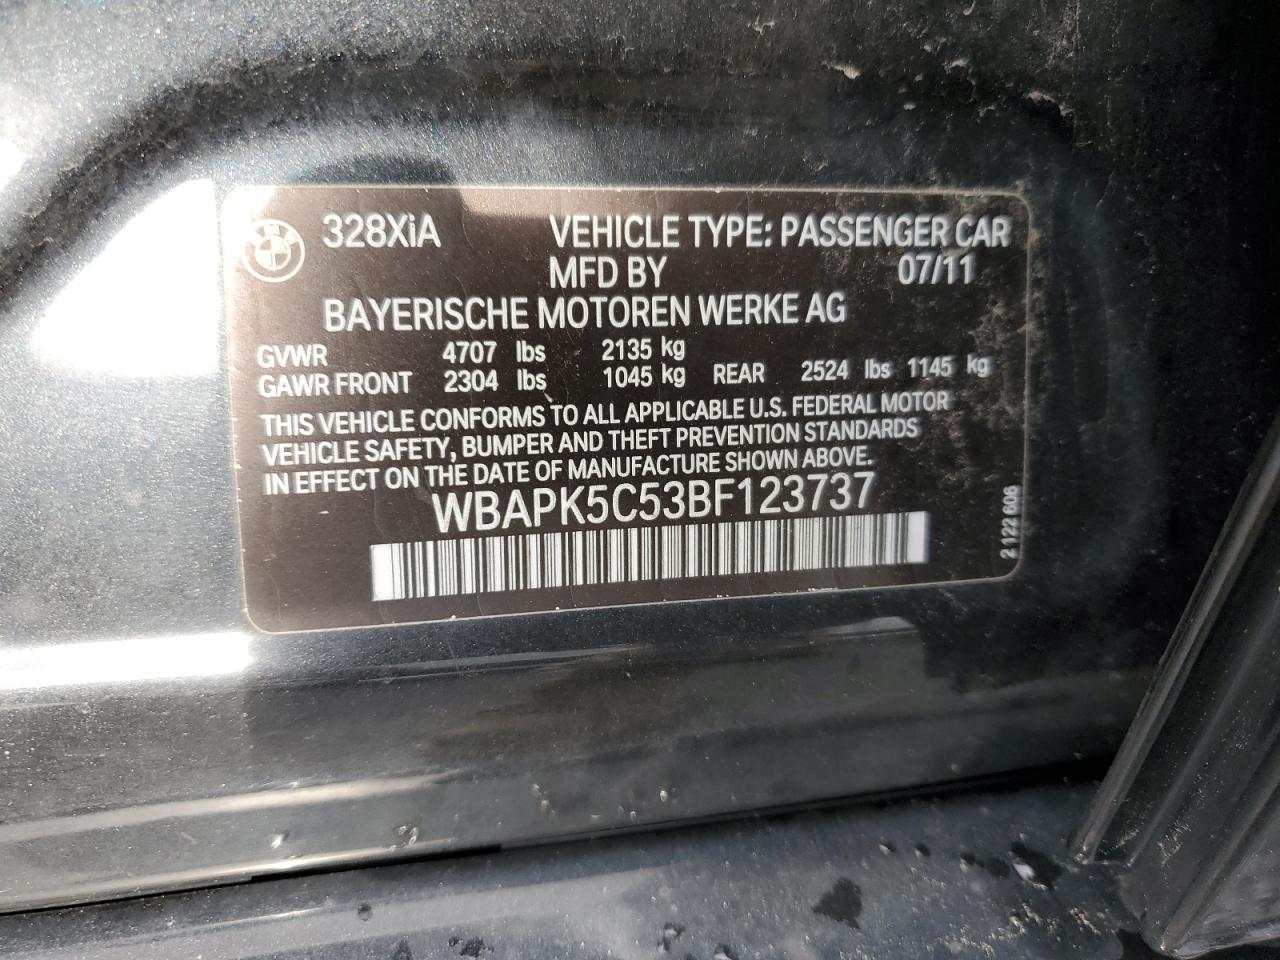 328XiA VEHICLE TYPE: PASSENGER CAR
MFD BY 07/11
BAYERISCHE MOTOREN WERKE AG
GVWR 4707 lbs 2135 kg
GAWR FRONT 2304 lbs 1045 kg REAR 2524 lbs 1145 kg
THIS VEHICLE CONFORMS TO ALL APPLICABLE U.S. FEDERAL MOTOR
VEHICLE SAFETY, BUMPER AND THEFT PREVENTION STANDARDS
IN EFFECT ON THE DATE OF MANUFACTURE SHOWN ABOVE.
WBAPK5C53BF123737
2 122 606